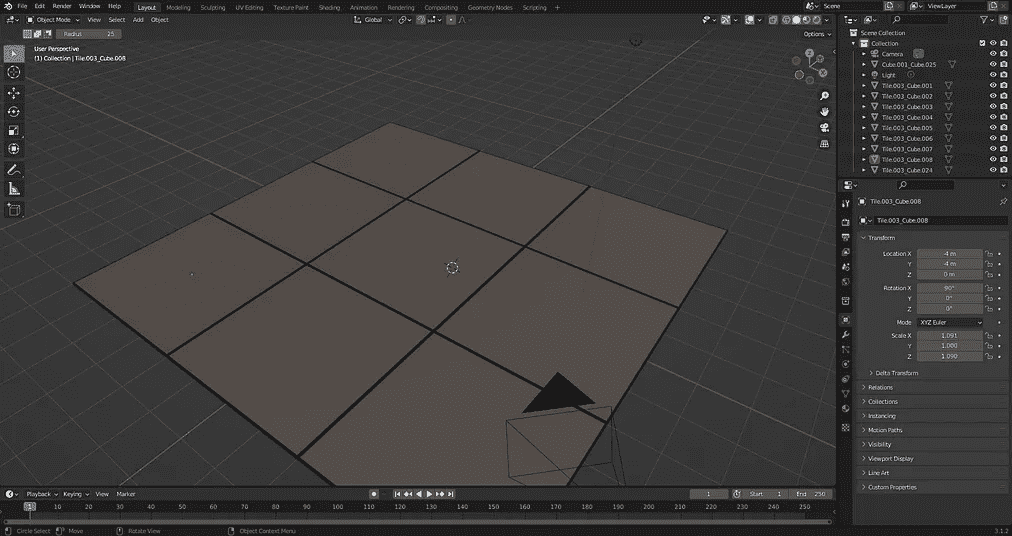 File Edit Render Window Help Layout Modeling Sculpting UV Editing Texture Paint Shading Animation Rendering Compositing Geometry Nodes Scripting + Scene ViewLayer
Object Mode View Select Add Object Global
Radius 25 Options
User Perspective
(1) Collection | Tile.003_Cube.008
Z
Scene Collection
Collection
Camera
Cube.001_Cube.025
Light
Tile.003_Cube.001
Tile.003_Cube.002
Tile.003_Cube.003
Tile.003_Cube.004
Tile.003_Cube.005
Tile.003_Cube.006
Tile.003_Cube.007
Tile.003_Cube.008
Tile.003_Cube.024
Tile.003_Cube.008
Tile.003_Cube.008
Transform
Location X -4 m
Y -4 m
Z 0 m
Rotation X 90°
Y 0°
Z 0°
Mode XYZ Euler
Scale X 1.091
Y 1.000
Z 1.090
Delta Transform
Relations
Collections
Instancing
Motion Paths
Visibility
Viewport Display
Line Art
Custom Properties
Playback Keying View Marker 1 Start 1 End 250
1 10 20 30 40 50 60 70 80 90 100 110 120 130 140 150 160 170 180 190 200 210 220 230 240 250
Circle Select Move Rotate View Object Context Menu 3.1.2